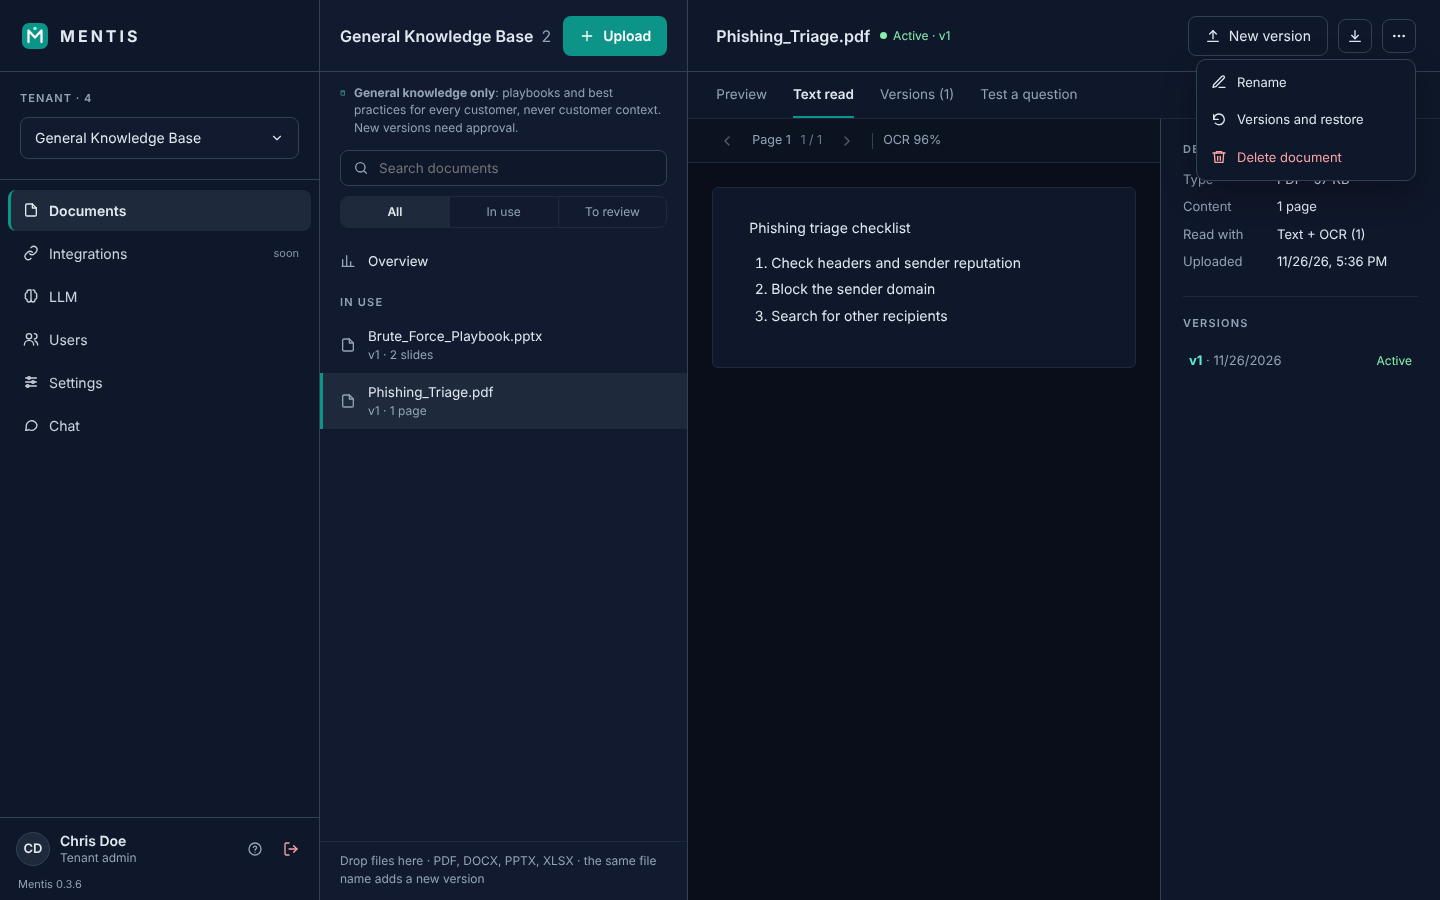 MENTIS
TENANT · 4
General Knowledge Base
Documents
Integrations
soon
LLM
Users
Settings
Chat
CD
Chris Doe
Tenant admin
Mentis 0.3.6
General Knowledge Base 2
Upload
General knowledge only: playbooks and best
practices for every customer, never customer context.
New versions need approval.
Search documents
All
In use
To review
Overview
IN USE
Brute_Force_Playbook.pptx
v1 · 2 slides
Phishing_Triage.pdf
v1 · 1 page
Drop files here · PDF, DOCX, PPTX, XLSX · the same file
name adds a new version
Phishing_Triage.pdf
Active · v1
New version
Preview
Text read
Versions (1)
Test a question
Page 1 1 / 1
OCR 96%
Phishing triage checklist
1. Check headers and sender reputation
2. Block the sender domain
3. Search for other recipients
Rename
Versions and restore
Delete document
Type
Content 1 page
Read with Text + OCR (1)
Uploaded 11/26/26, 5:36 PM
VERSIONS
v1 · 11/26/2026 Active